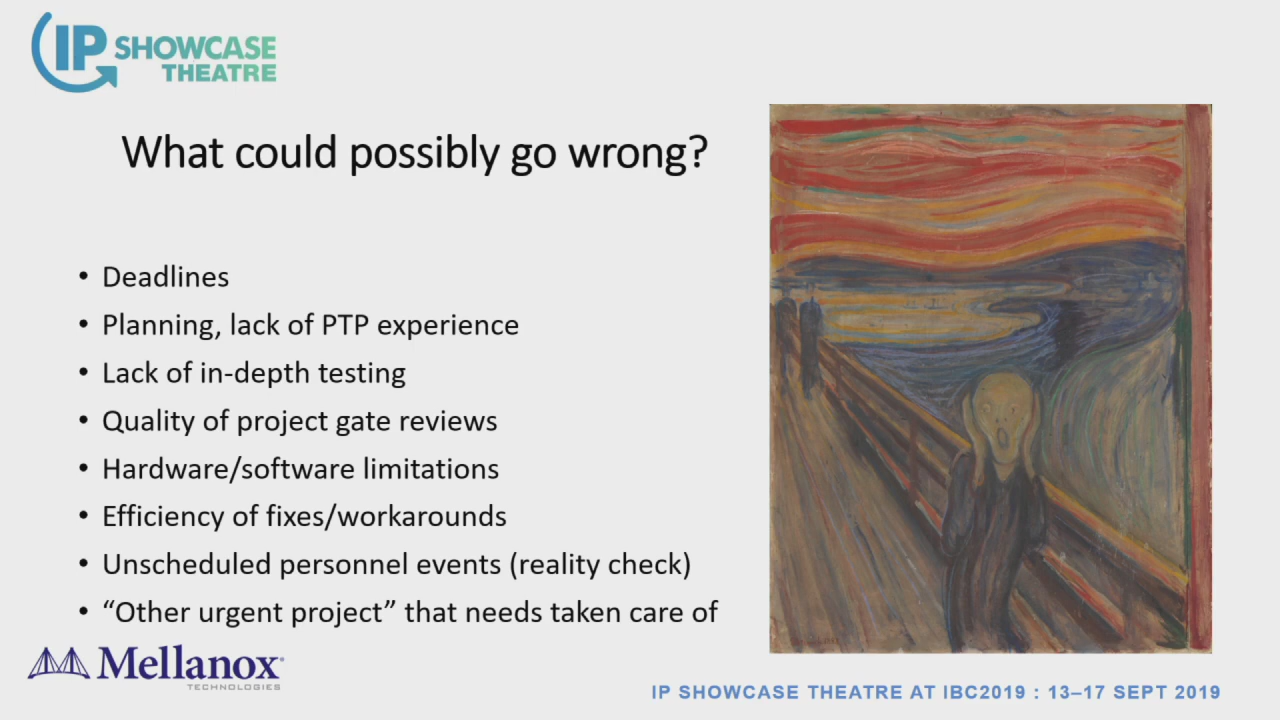 IP SHOWCASE
THEATRE
What could possibly go wrong?
• Deadlines
• Planning, lack of PTP experience
• Lack of in-depth testing
• Quality of project gate reviews
• Hardware/software limitations
• Efficiency of fixes/workarounds
• Unscheduled personnel events (reality check)
• “Other urgent project” that needs taken care of
Mellanox
TECHNOLOGIES
IP SHOWCASE THEATRE AT IBC2019 : 13–17 SEPT 2019